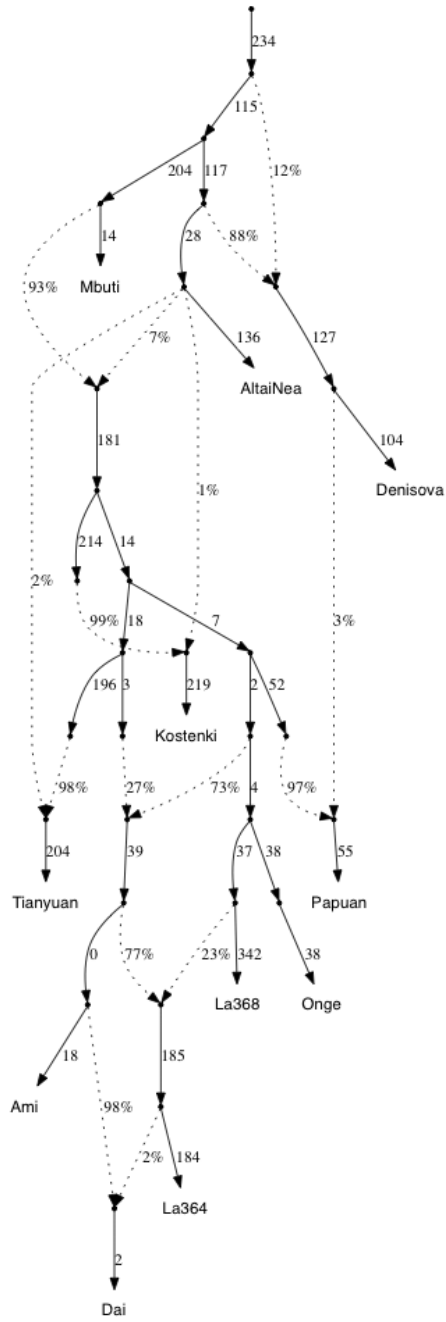 234
115
204 117 12%
28 88%
14
Mbuti
93% 7% 136 127
AltaiNea
104
Denisova
181
1%
214 14
2% 3%
99% 18 7
196 3 219 2 52
Kostenki
98% 27% 73% 4 97%
204 39 37 38 55
Tianyuan Papuan
0 77% 23% 342 38
La368 Onge
18 185
Ami
98% 2% 184
La364
2
Dai